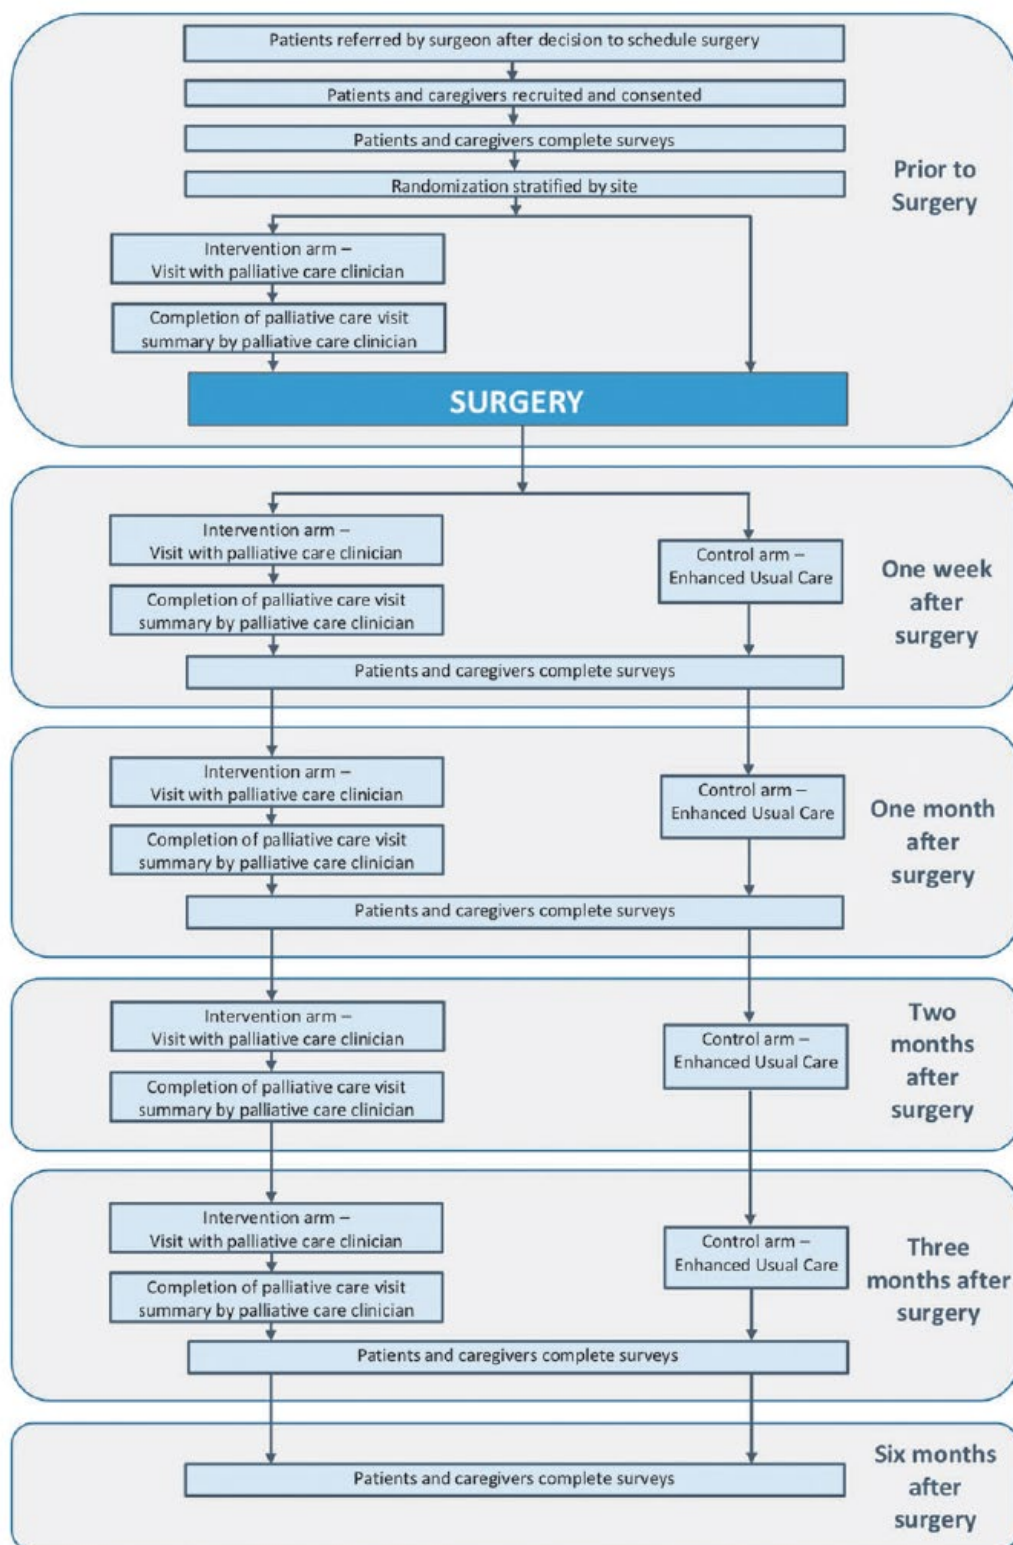 Patients referred by surgeon after decision to schedule surgery
Patients and caregivers recruited and consented
Patients and caregivers complete surveys
Randomization stratified by site
Prior to
Surgery
Intervention arm –
Visit with palliative care clinician
Completion of palliative care visit
summary by palliative care clinician
SURGERY
Intervention arm –
Visit with palliative care clinician
Completion of palliative care visit
summary by palliative care clinician
Control arm –
Enhanced Usual Care
Patients and caregivers complete surveys
One week
after
surgery
Intervention arm –
Visit with palliative care clinician
Completion of palliative care visit
summary by palliative care clinician
Control arm –
Enhanced Usual Care
Patients and caregivers complete surveys
One month
after
surgery
Intervention arm –
Visit with palliative care clinician
Completion of palliative care visit
summary by palliative care clinician
Control arm –
Enhanced Usual Care
Two
months
after
surgery
Intervention arm –
Visit with palliative care clinician
Completion of palliative care visit
summary by palliative care clinician
Control arm –
Enhanced Usual Care
Patients and caregivers complete surveys
Three
months after
surgery
Patients and caregivers complete surveys
Six months
after
surgery